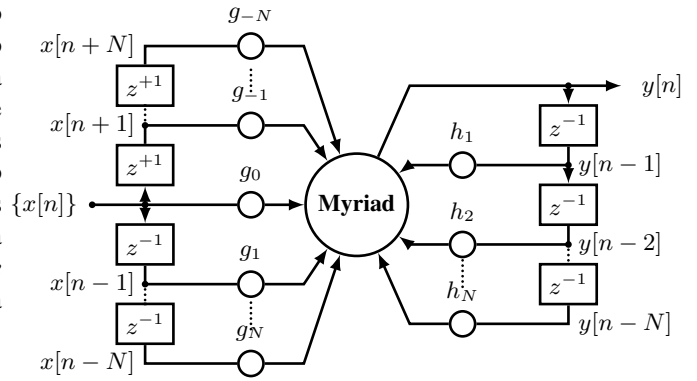 g_{-N}
x[n + N]
z^{+1}
g_{-1}
x[n + 1]
z^{+1}
g_0
{x[n]}
Myriad
z^{-1}
g_1
x[n − 1]
z^{-1}
g_N
x[n − N]
y[n]
z^{-1}
h_1
y[n − 1]
z^{-1}
h_2
y[n − 2]
z^{-1}
h_N
y[n − N]